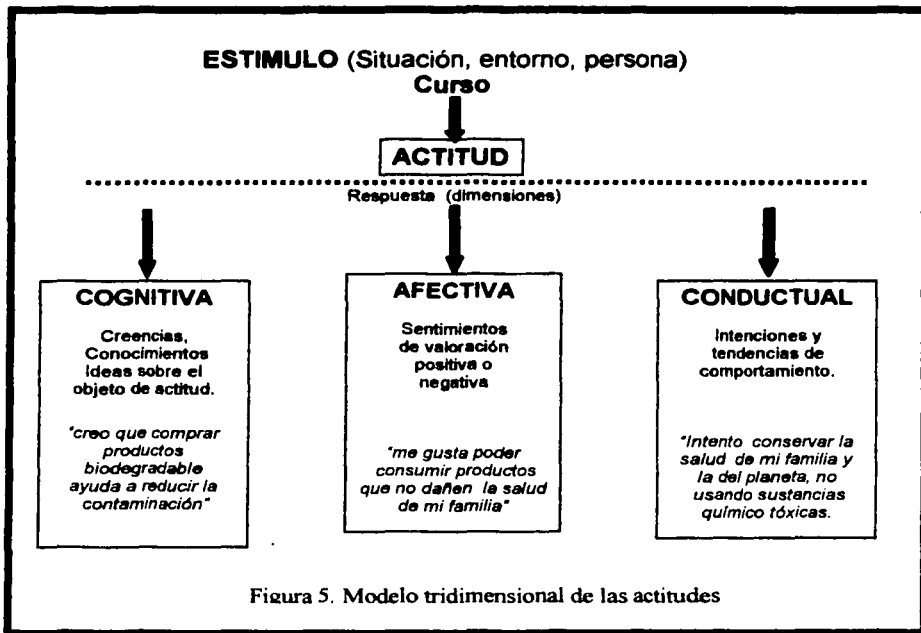 ESTIMULO (Situación, entorno, persona)
Curso
ACTITUD
Respuesta (dimensiones)
COGNITIVA
Creencias,
Conocimientos
Ideas sobre el
objeto de actitud.
"creo que comprar
productos
biodegradable
ayuda a reducir la
contaminación"
AFECTIVA
Sentimientos
de valoración
positiva o
negativa
"me gusta poder
consumir productos
que no dañen la salud
de mi familia"
CONDUCTUAL
Intenciones y
tendencias de
comportamiento.
"Intento conservar la
salud de mi familia y
la del planeta, no
usando sustancias
químico tóxicas.
Figura 5. Modelo tridimensional de las actitudes